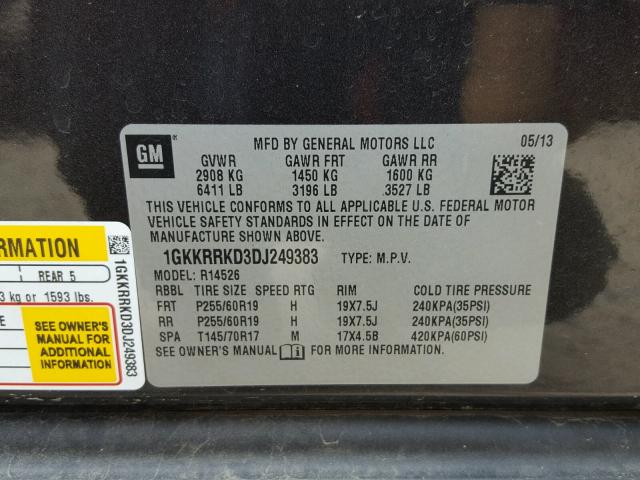 GM
MFD BY GENERAL MOTORS LLC 05/13
GVWR GAWR FRT GAWR RR
2908 KG 1450 KG 1600 KG
6411 LB 3196 LB 3527 LB
THIS VEHICLE CONFORMS TO ALL APPLICABLE U.S. FEDERAL MOTOR
VEHICLE SAFETY STANDARDS IN EFFECT ON THE DATE OF
MANUFACTURE SHOWN ABOVE.
1GKKRRKD3DJ249383 TYPE: M.P.V.
MODEL: R14526
RBBL TIRE SIZE SPEED RTG RIM COLD TIRE PRESSURE
FRT P255/60R19 H 19X7.5J 240KPA(35PSI)
RR P255/60R19 H 19X7.5J 240KPA(35PSI)
SPA T145/70R17 M 17X4.5B 420KPA(60PSI)
SEE OWNER'S MANUAL FOR MORE INFORMATION.
ORMATION
REAR 5
3 kg or 1593 lbs.
E
SEE OWNER'S
MANUAL FOR
ADDITIONAL
INFORMATION
1GKKRRKD3DJ249383